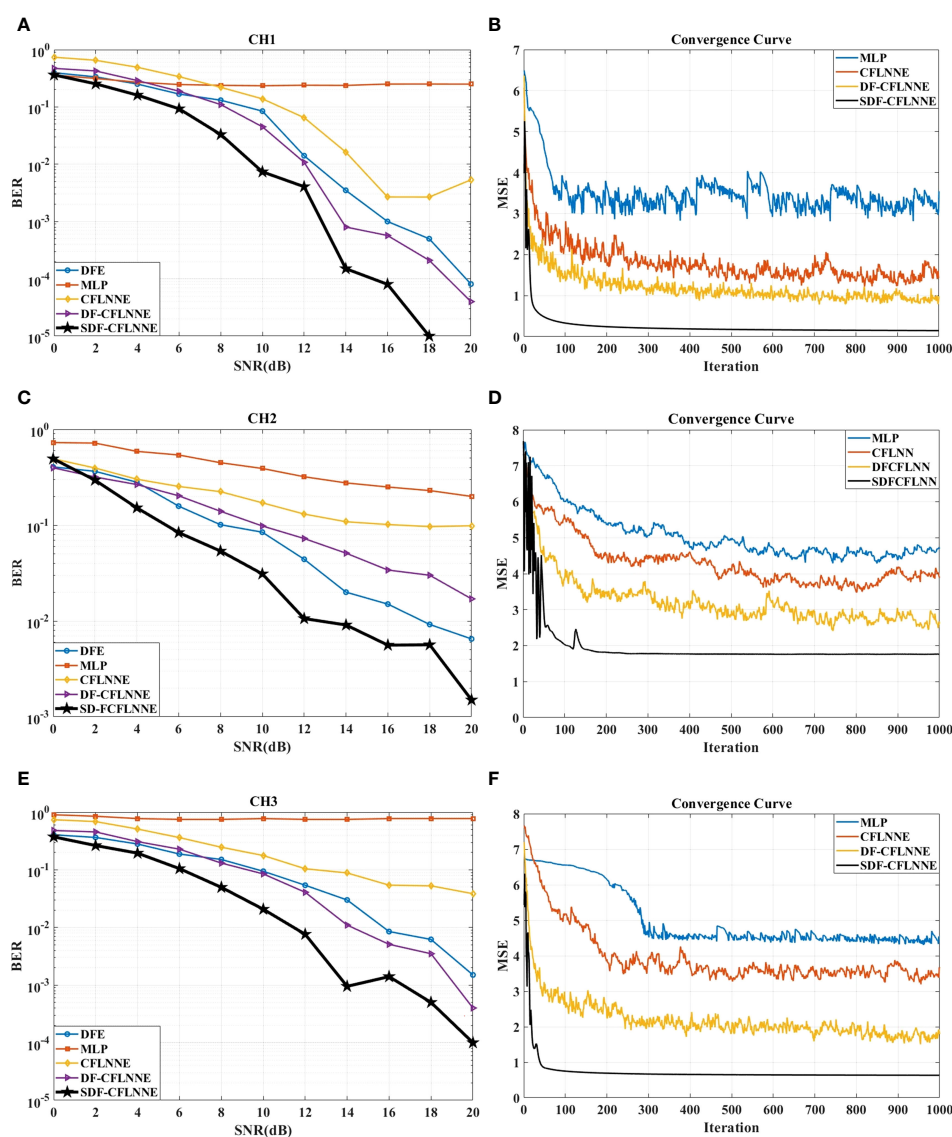 A
CH1
10^0
10^-1
10^-2
10^-3
10^-4
10^-5
BER
DFE
MLP
CFLNNE
DF-CFLNNE
SDF-CFLNNE
0 2 4 6 8 10 12 14 16 18 20
SNR(dB)
B
Convergence Curve
7
6
5
4
3
2
1
0
MSE
MLP
CFLNNE
DF-CFLNNE
SDF-CFLNNE
0 100 200 300 400 500 600 700 800 900 1000
Iteration
C
CH2
10^0
10^-1
10^-2
10^-3
BER
DFE
MLP
CFLNNE
DF-CFLNNE
SD-FCFLNNE
0 2 4 6 8 10 12 14 16 18 20
SNR(dB)
D
Convergence Curve
8
7
6
5
4
3
2
1
0
MSE
MLP
CFLNN
DFCFLNN
SDFCFLNN
0 100 200 300 400 500 600 700 800 900 1000
Iteration
E
CH3
10^0
10^-1
10^-2
10^-3
10^-4
10^-5
BER
DFE
MLP
CFLNNE
DF-CFLNNE
SDF-CFLNNE
0 2 4 6 8 10 12 14 16 18 20
SNR(dB)
F
Convergence Curve
8
7
6
5
4
3
2
1
0
MSE
MLP
CFLNNE
DF-CFLNNE
SDF-CFLNNE
0 100 200 300 400 500 600 700 800 900 1000
Iteration